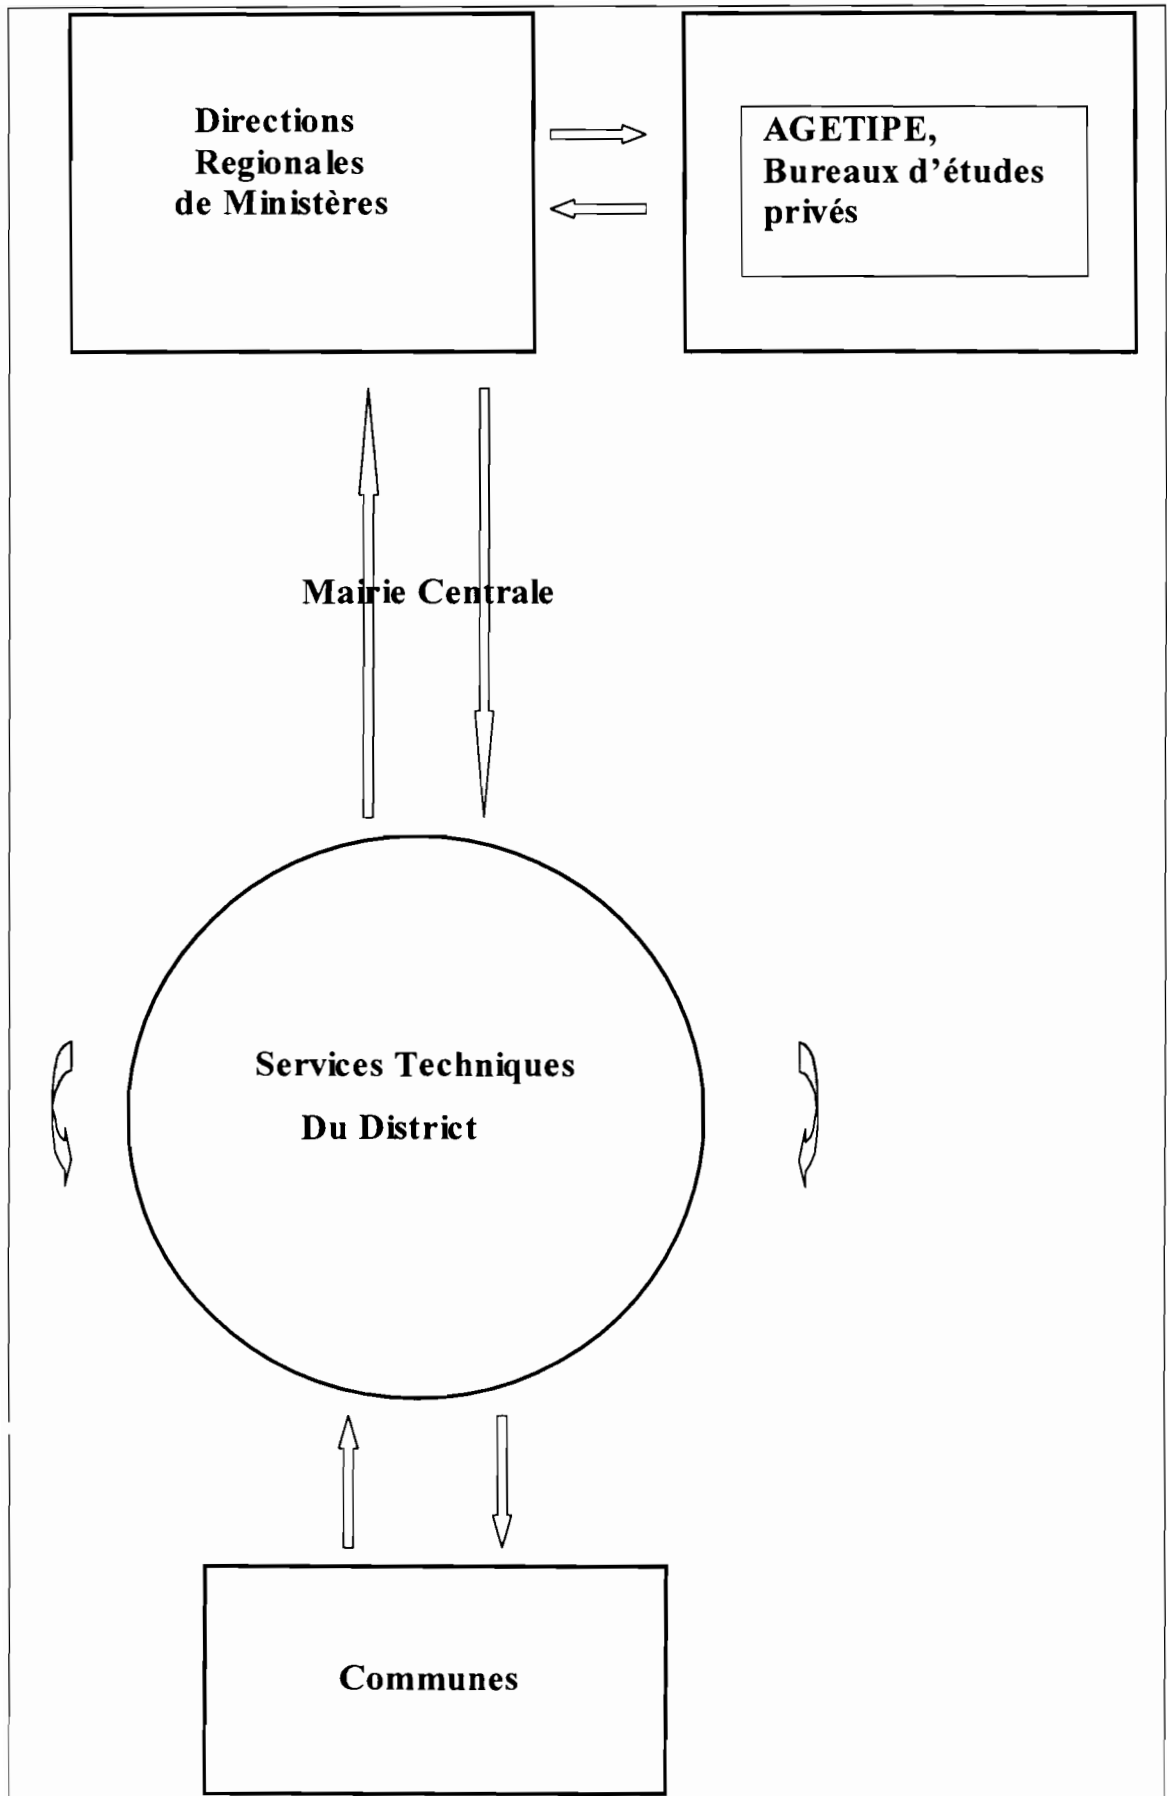 Directions
Regionales
de Ministères
AGETIPE,
Bureaux d'études
privés
Mairie Centrale
Services Techniques
Du District
Communes